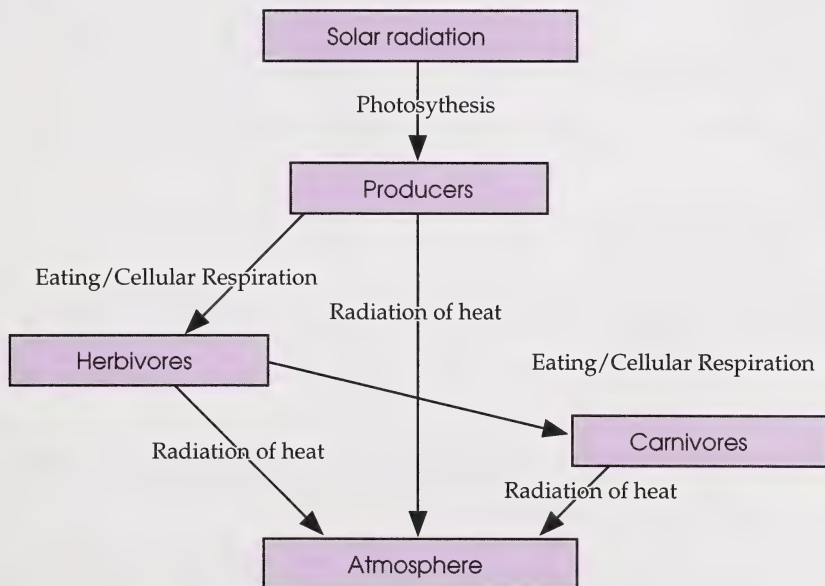 Solar radiation
Photosythesis
Producers
Eating/Cellular Respiration
Radiation of heat
Herbivores
Eating/Cellular Respiration
Carnivores
Radiation of heat
Radiation of heat
Atmosphere